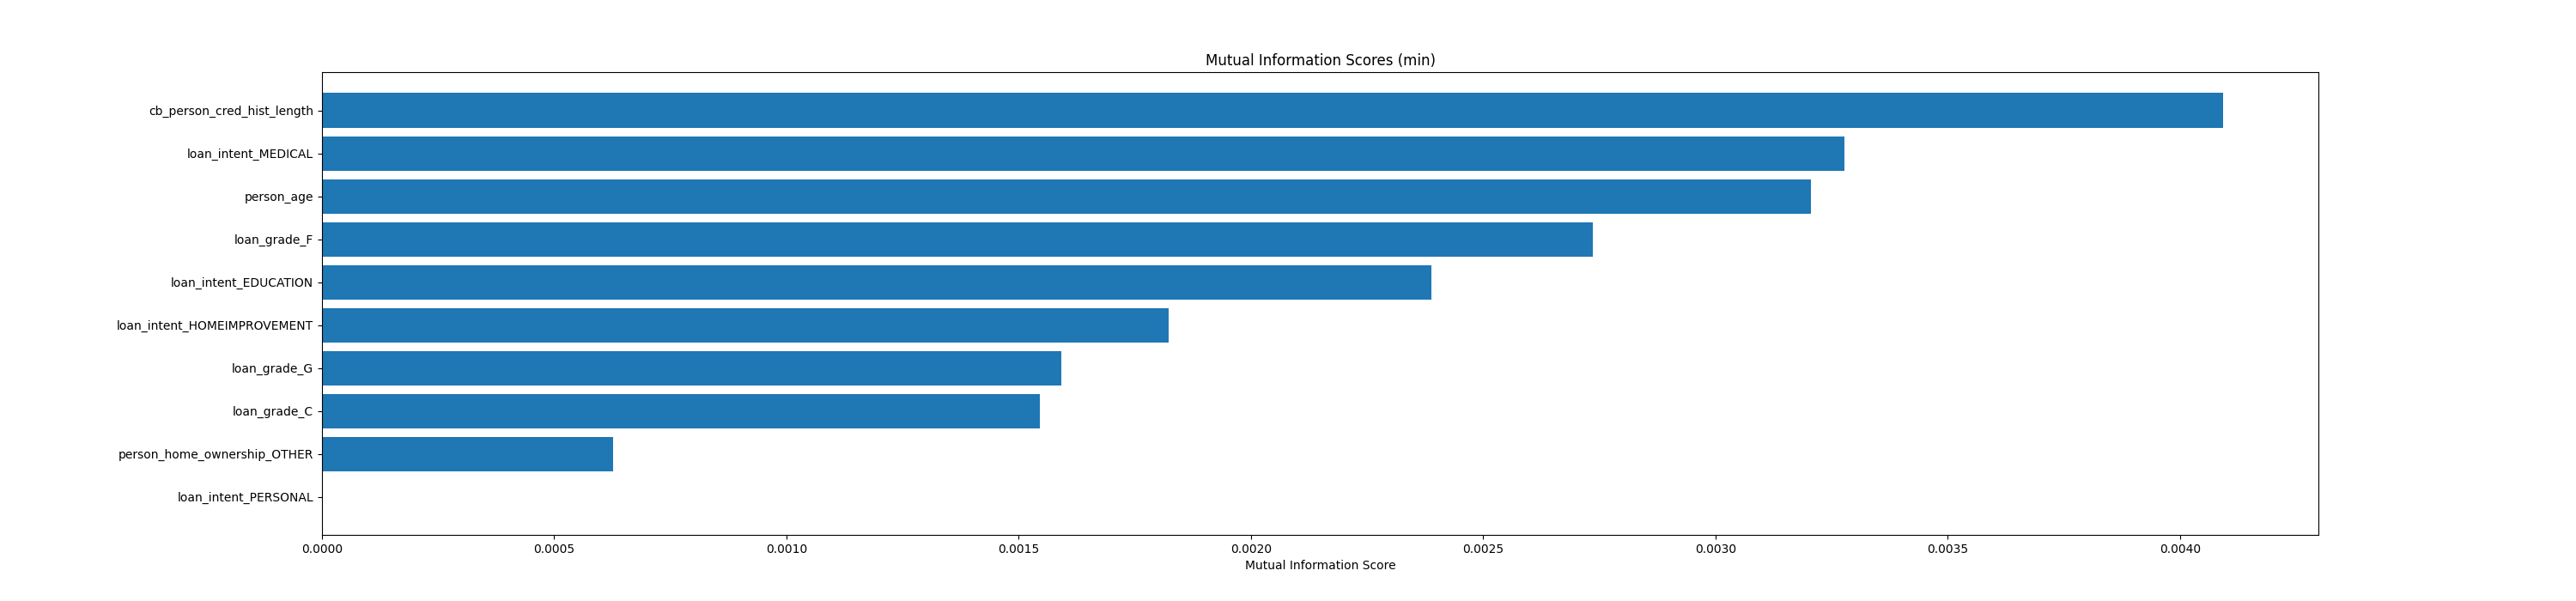 Mutual Information Scores (min)
cb_person_cred_hist_length
loan_intent_MEDICAL
person_age
loan_grade_F
loan_intent_EDUCATION
loan_intent_HOMEIMPROVEMENT
loan_grade_G
loan_grade_C
person_home_ownership_OTHER
loan_intent_PERSONAL
0.0000 0.0005 0.0010 0.0015 0.0020 0.0025 0.0030 0.0035 0.0040
Mutual Information Score